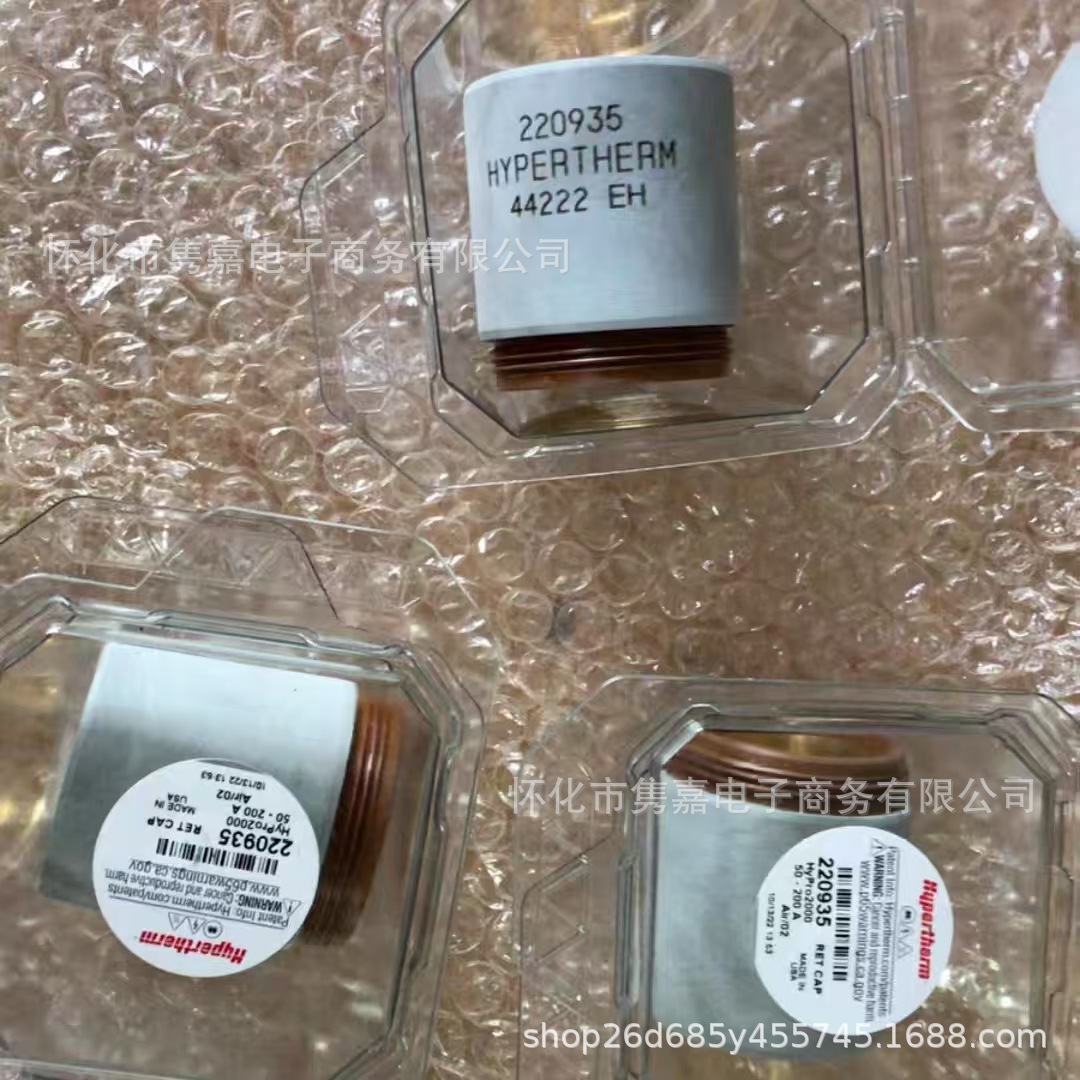 220935
HYPERTHERM
44222 EH
怀化市隽嘉电子商务有限公司
Hypertherm
Patent Info: Hypertherm.com/patents
WARNING: Cancer and reproductive harm.
www.p65warnings.ca.gov
220935 RET CAP
HyPro2000
50 - 200 A
MADE IN
USA
Air/02
10/13/22 13 53
怀化市隽嘉电子商务有限公司
Hypertherm
Patent Info: Hypertherm.com/patents
WARNING: Cancer and reproductive harm
www.p65warnings.ca.gov
220935 RET CAP
HyPro2000
50 - 200 A
MADE IN
USA
Air/02
10/13/22 13 53
shop26d685y455745.1688.com